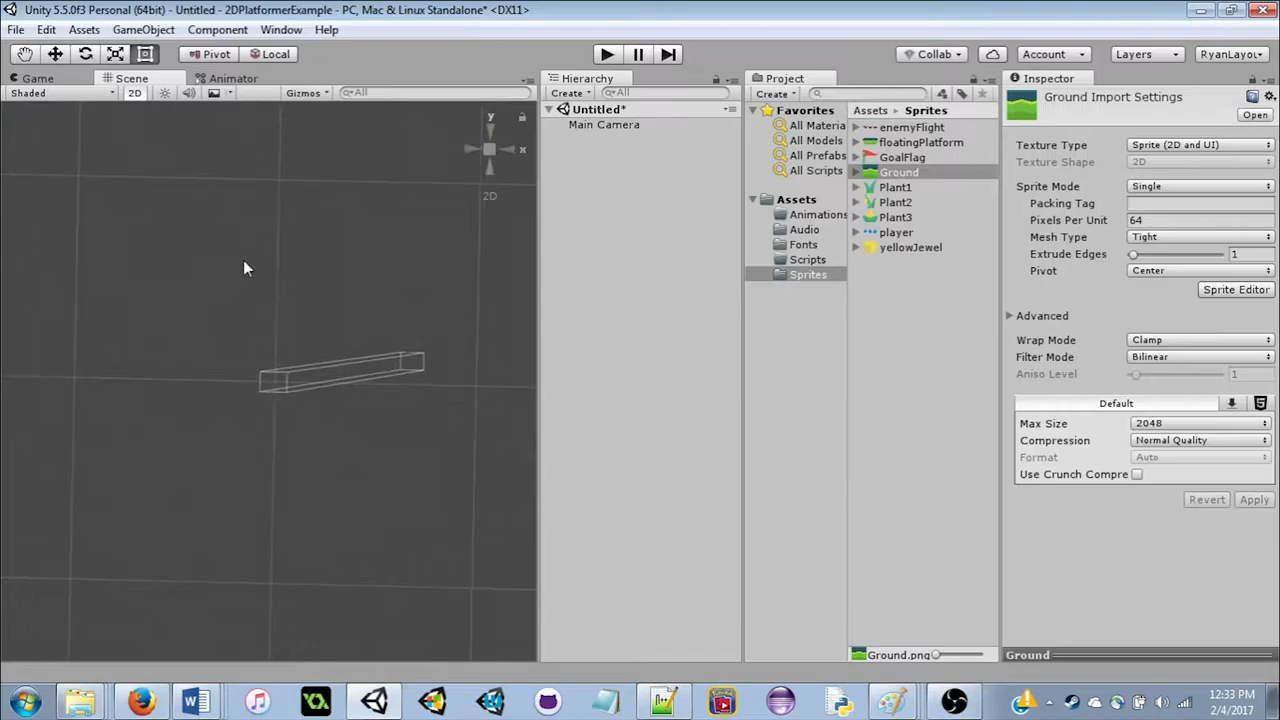 Unity 5.5.0f3 Personal (64bit) - Untitled - 2DPlatformerExample - PC, Mac & Linux Standalone* <DX11>
File Edit Assets GameObject Component Window Help
Pivot Local Collab Account Layers RyanLayou
Game Scene Animator Hierarchy Project Inspector
Shaded 2D Gizmos All Create All Create
Untitled*
Main Camera
y
x
2D
Favorites
All Materia
All Models
All Prefabs
All Scripts
Assets
Animations
Audio
Fonts
Scripts
Sprites
Assets Sprites
enemyFlight
floatingPlatform
GoalFlag
Ground
Plant1
Plant2
Plant3
player
yellowJewel
Ground.png
Ground Import Settings
Open
Texture Type Sprite (2D and UI)
Texture Shape 2D
Sprite Mode Single
Packing Tag
Pixels Per Unit 64
Mesh Type Tight
Extrude Edges 1
Pivot Center
Sprite Editor
Advanced
Wrap Mode Clamp
Filter Mode Bilinear
Aniso Level 1
Default
Max Size 2048
Compression Normal Quality
Format Auto
Use Crunch Compre
Revert Apply
Ground
12:33 PM
2/4/2017